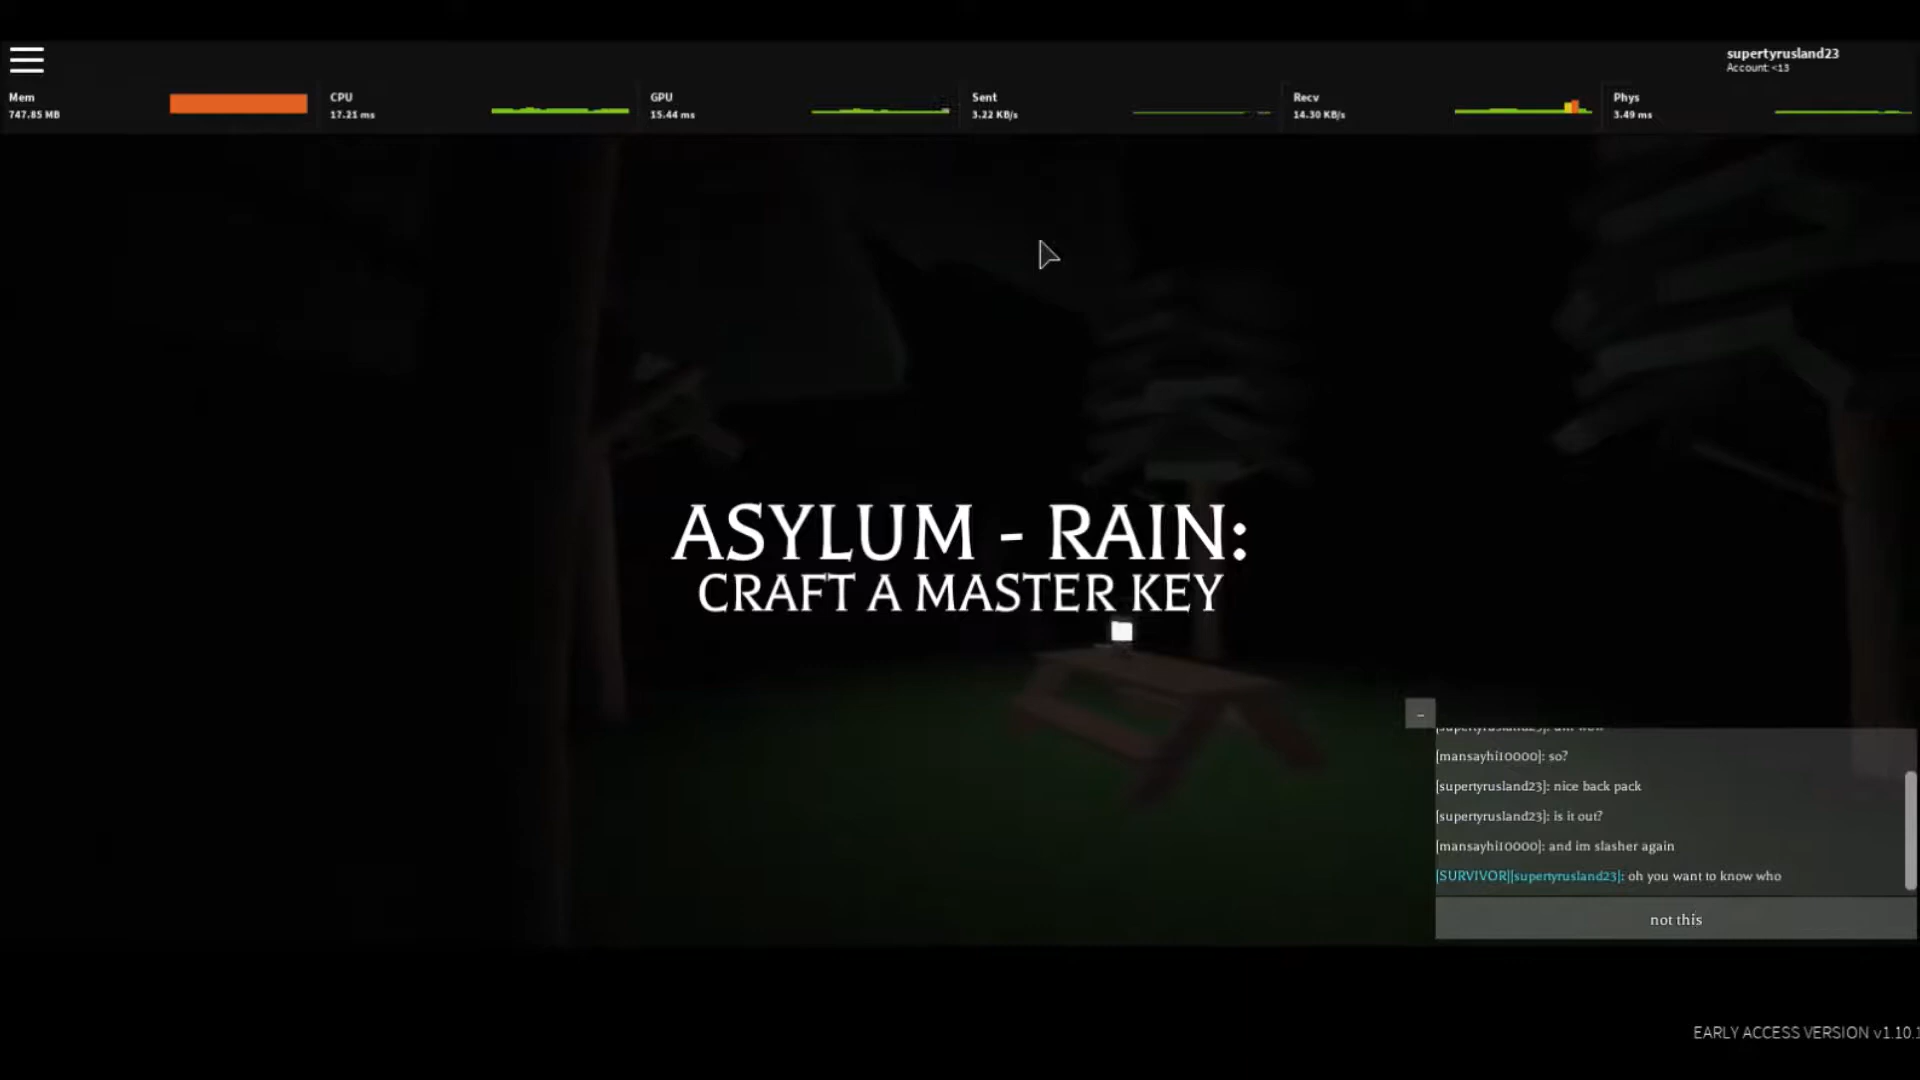 supertyrusland23
Account: <13
Mem
747.85 MB
CPU
17.21 ms
GPU
15.44 ms
Sent
3.22 KB/s
Recv
14.30 KB/s
Phys
3.49 ms
ASYLUM - RAIN:
CRAFT A MASTER KEY
-
[mansayhi10000]: so?
[supertyrusland23]: nice back pack
[supertyrusland23]: is it out?
[mansayhi10000]: and im slasher again
[SURVIVOR][supertyrusland23]: oh you want to know who
not this
EARLY ACCESS VERSION v1.10.1